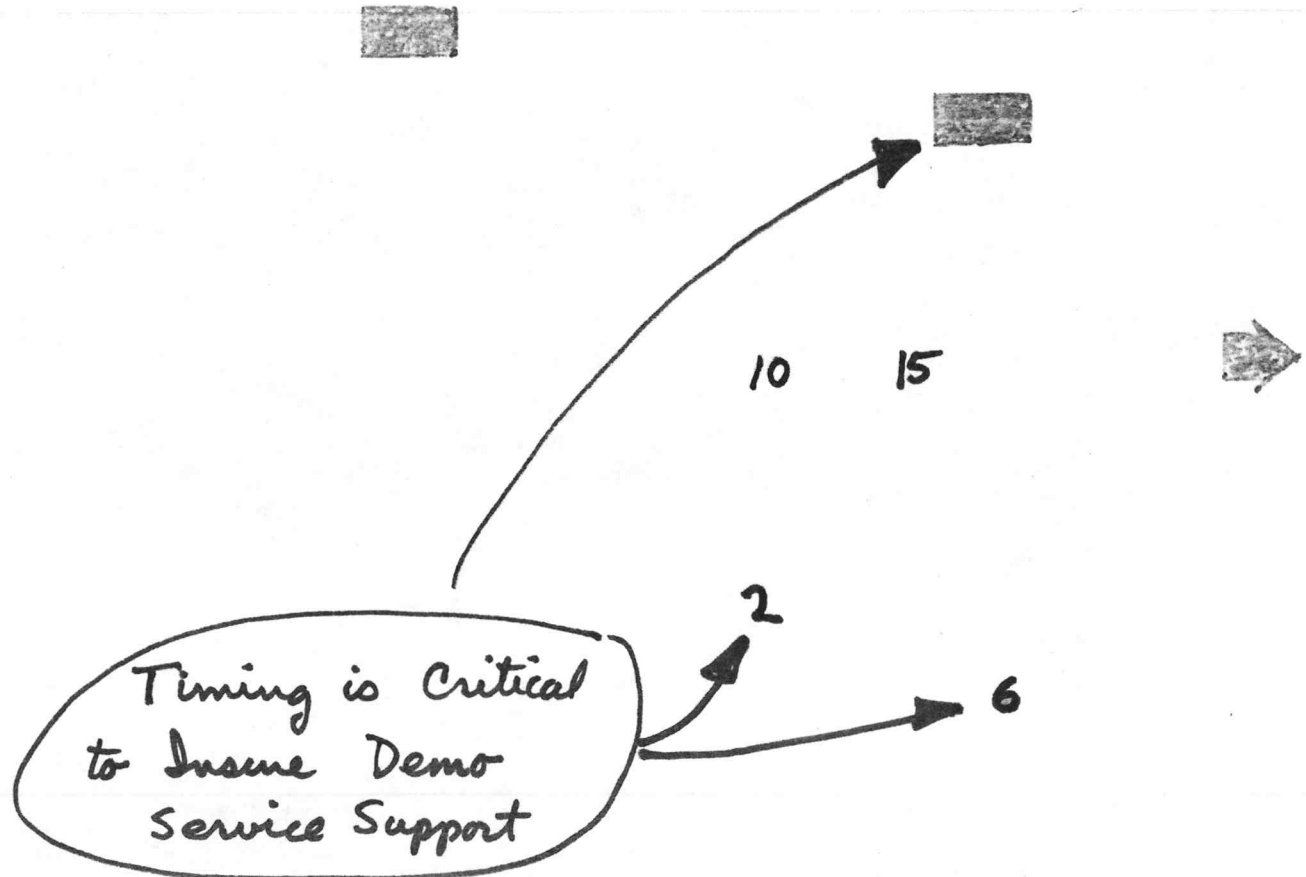 10 15
2
6
Timing is Critical
to Insure Demo
Service Support